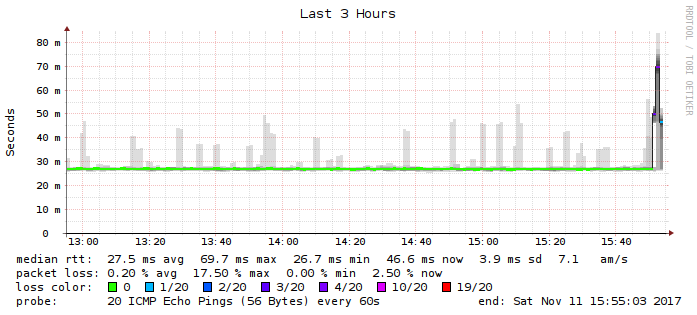 Last 3 Hours
RRDTOOL / TOBI OETIKER
Seconds
80 m
70 m
60 m
50 m
40 m
30 m
20 m
10 m
0
13:00 13:20 13:40 14:00 14:20 14:40 15:00 15:20 15:40
median rtt: 27.5 ms avg 69.7 ms max 26.7 ms min 46.6 ms now 3.9 ms sd 7.1 am/s
packet loss: 0.20 % avg 17.50 % max 0.00 % min 2.50 % now
loss color: 0 1/20 2/20 3/20 4/20 10/20 19/20
probe: 20 ICMP Echo Pings (56 Bytes) every 60s end: Sat Nov 11 15:55:03 2017